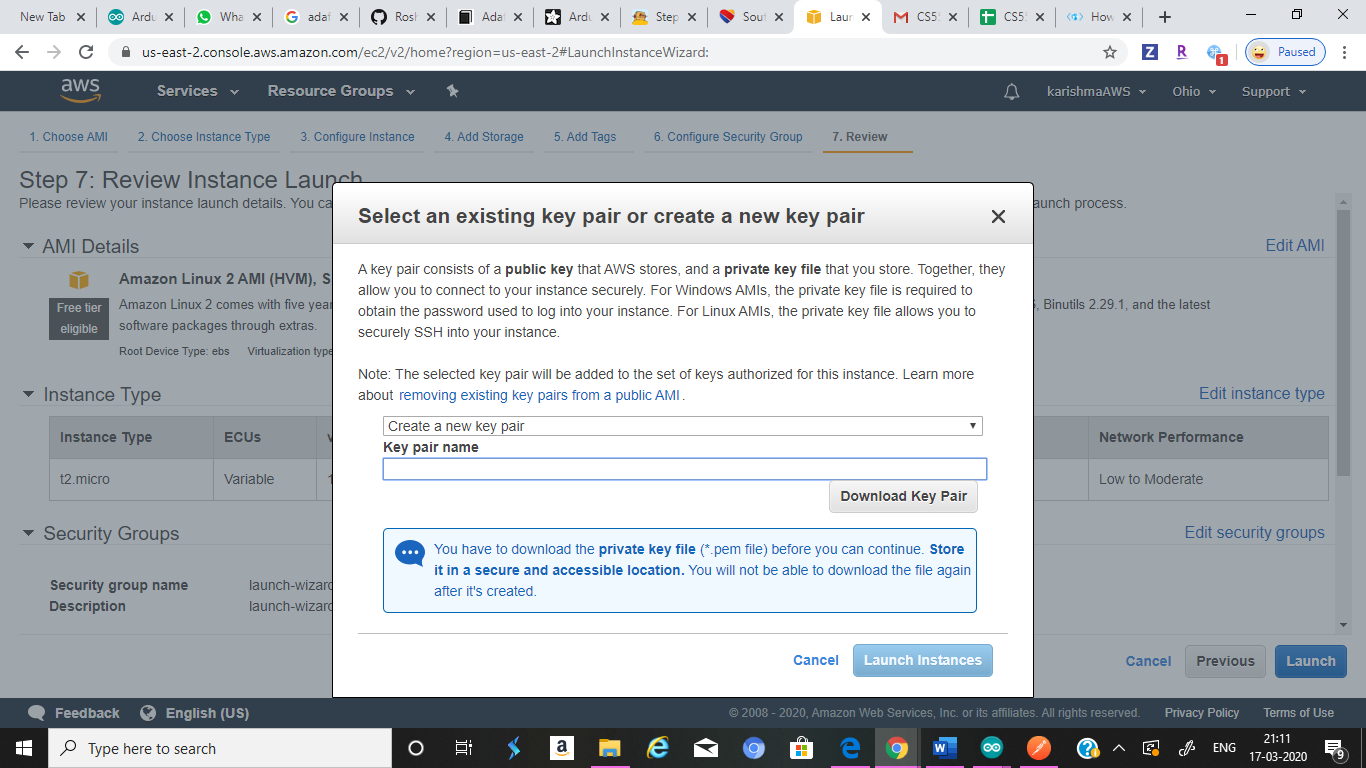 New Tab
Ardu
Wha
adaf
Rosh
Adaf
Ardu
Step
Sout
Laun
CS55
CS55
How
us-east-2.console.aws.amazon.com/ec2/v2/home?region=us-east-2#LaunchInstanceWizard:
Z
R
1
Paused
aws
Services
Resource Groups
karishmaAWS
Ohio
Support
1. Choose AMI
2. Choose Instance Type
3. Configure Instance
4. Add Storage
5. Add Tags
6. Configure Security Group
7. Review
Step 7: Review Instance Launch
Please review your instance launch details. You ca
aunch process.
AMI Details
Edit AMI
Free tier
eligible
Amazon Linux 2 AMI (HVM), S
Amazon Linux 2 comes with five year
, Binutils 2.29.1, and the latest
software packages through extras.
Root Device Type: ebs
Virtualization type
Instance Type
Edit instance type
Instance Type
ECUs
Network Performance
t2.micro
Variable
1
Low to Moderate
Security Groups
Edit security groups
Security group name
launch-wizard
Description
launch-wizard
Select an existing key pair or create a new key pair
A key pair consists of a public key that AWS stores, and a private key file that you store. Together, they
allow you to connect to your instance securely. For Windows AMIs, the private key file is required to
obtain the password used to log into your instance. For Linux AMIs, the private key file allows you to
securely SSH into your instance.
Note: The selected key pair will be added to the set of keys authorized for this instance. Learn more
about removing existing key pairs from a public AMI .
Create a new key pair
Key pair name
Download Key Pair
You have to download the private key file (*.pem file) before you can continue. Store
it in a secure and accessible location. You will not be able to download the file again
after it's created.
Cancel
Launch Instances
Cancel
Previous
Launch
Feedback
English (US)
© 2008 - 2020, Amazon Web Services, Inc. or its affiliates. All rights reserved.
Privacy Policy
Terms of Use
Type here to search
ENG
21:11
17-03-2020
9